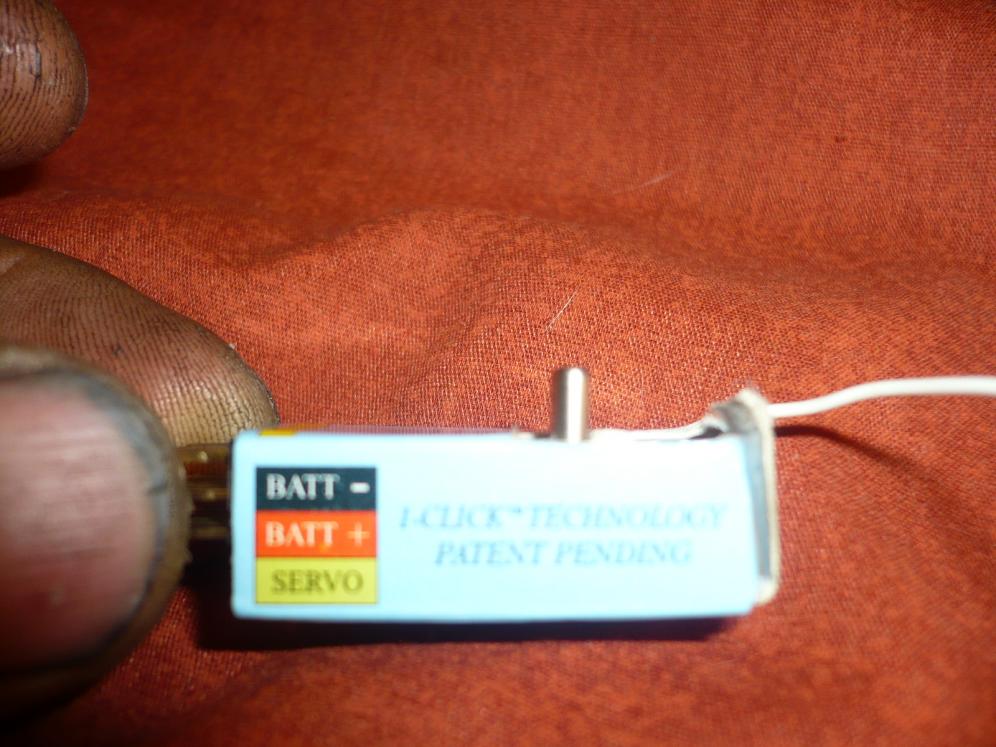 BATT -
BATT +
SERVO
1-CLICK™ TECHNOLOGY
PATENT PENDING